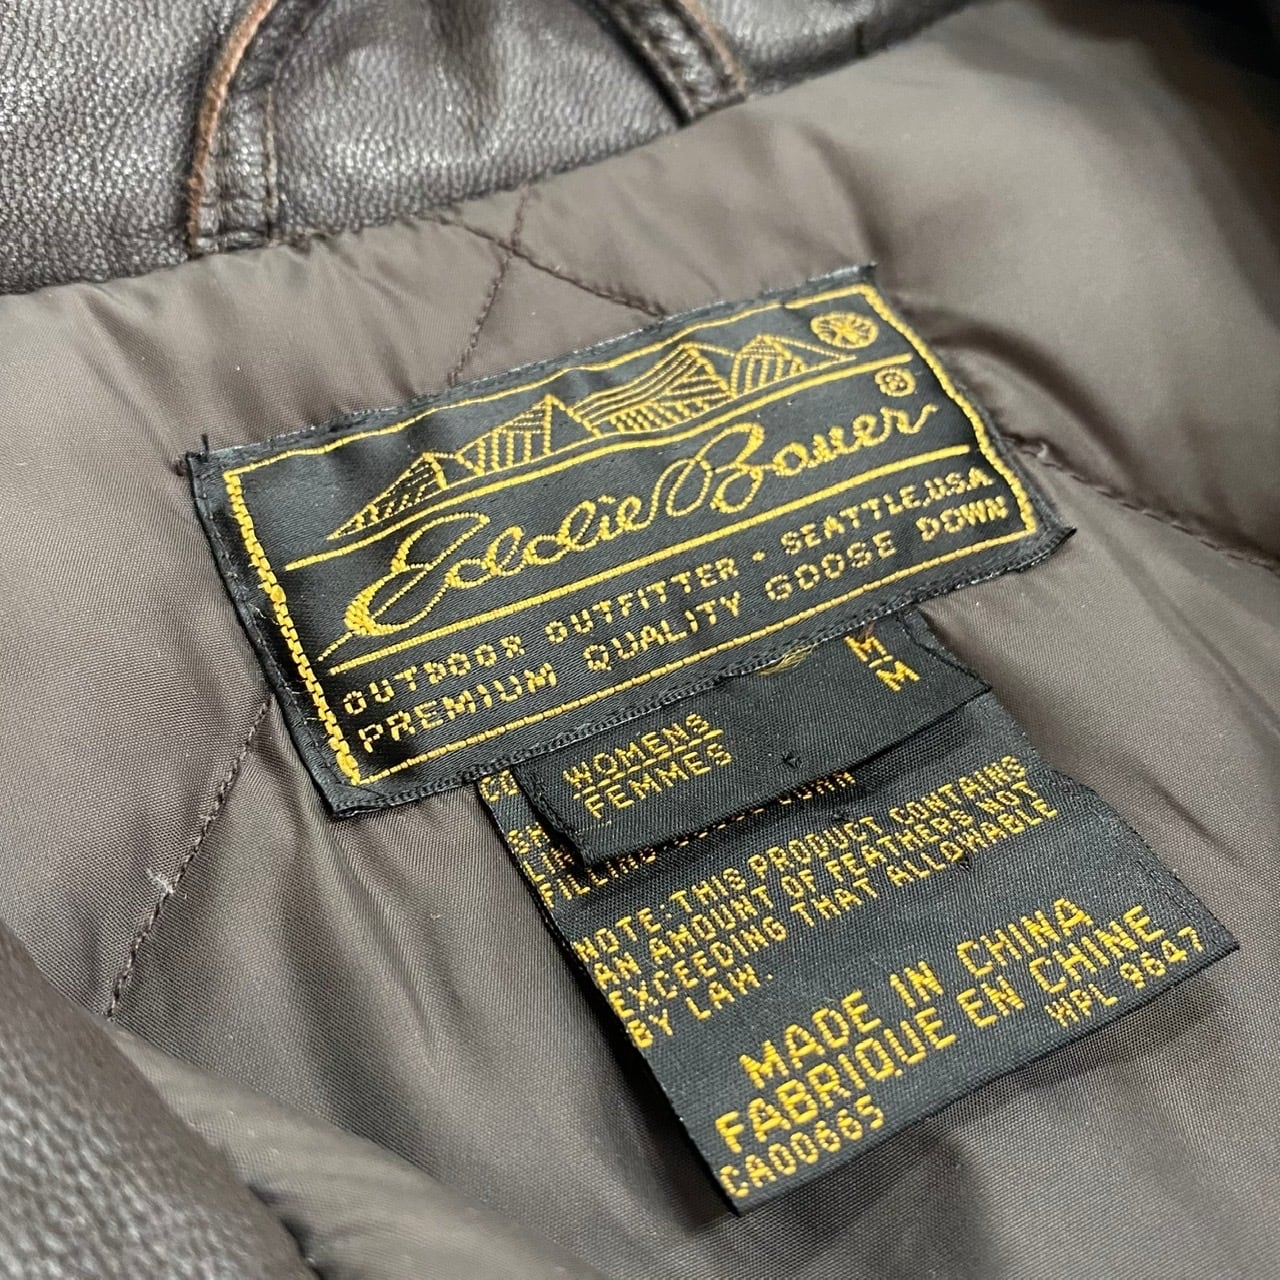 Eddie Bauer®
OUTDOOR OUTFITTER · SEATTLE, USA
PREMIUM QUALITY GOOSE DOWN
M
M
WOMENS
FEMMES
NOTE: THIS PRODUCT CONTAINS
AN AMOUNT OF FEATHERS NOT
EXCEEDING THAT ALLOWABLE
BY LAW.
MADE IN CHINA
FABRIQUE EN CHINE
CA00665 HPL 9647